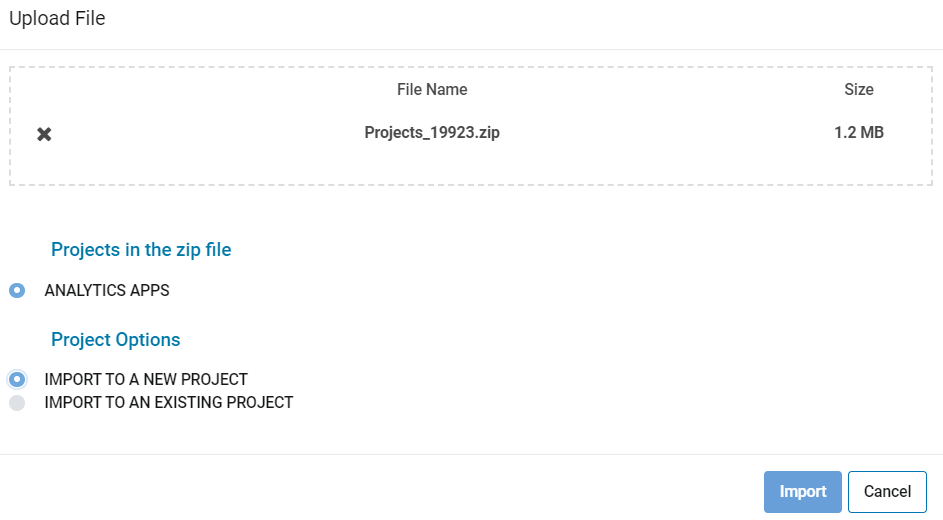 Upload File
File Name Size
Projects_19923.zip 1.2 MB
Projects in the zip file
ANALYTICS APPS
Project Options
IMPORT TO A NEW PROJECT
IMPORT TO AN EXISTING PROJECT
Import Cancel